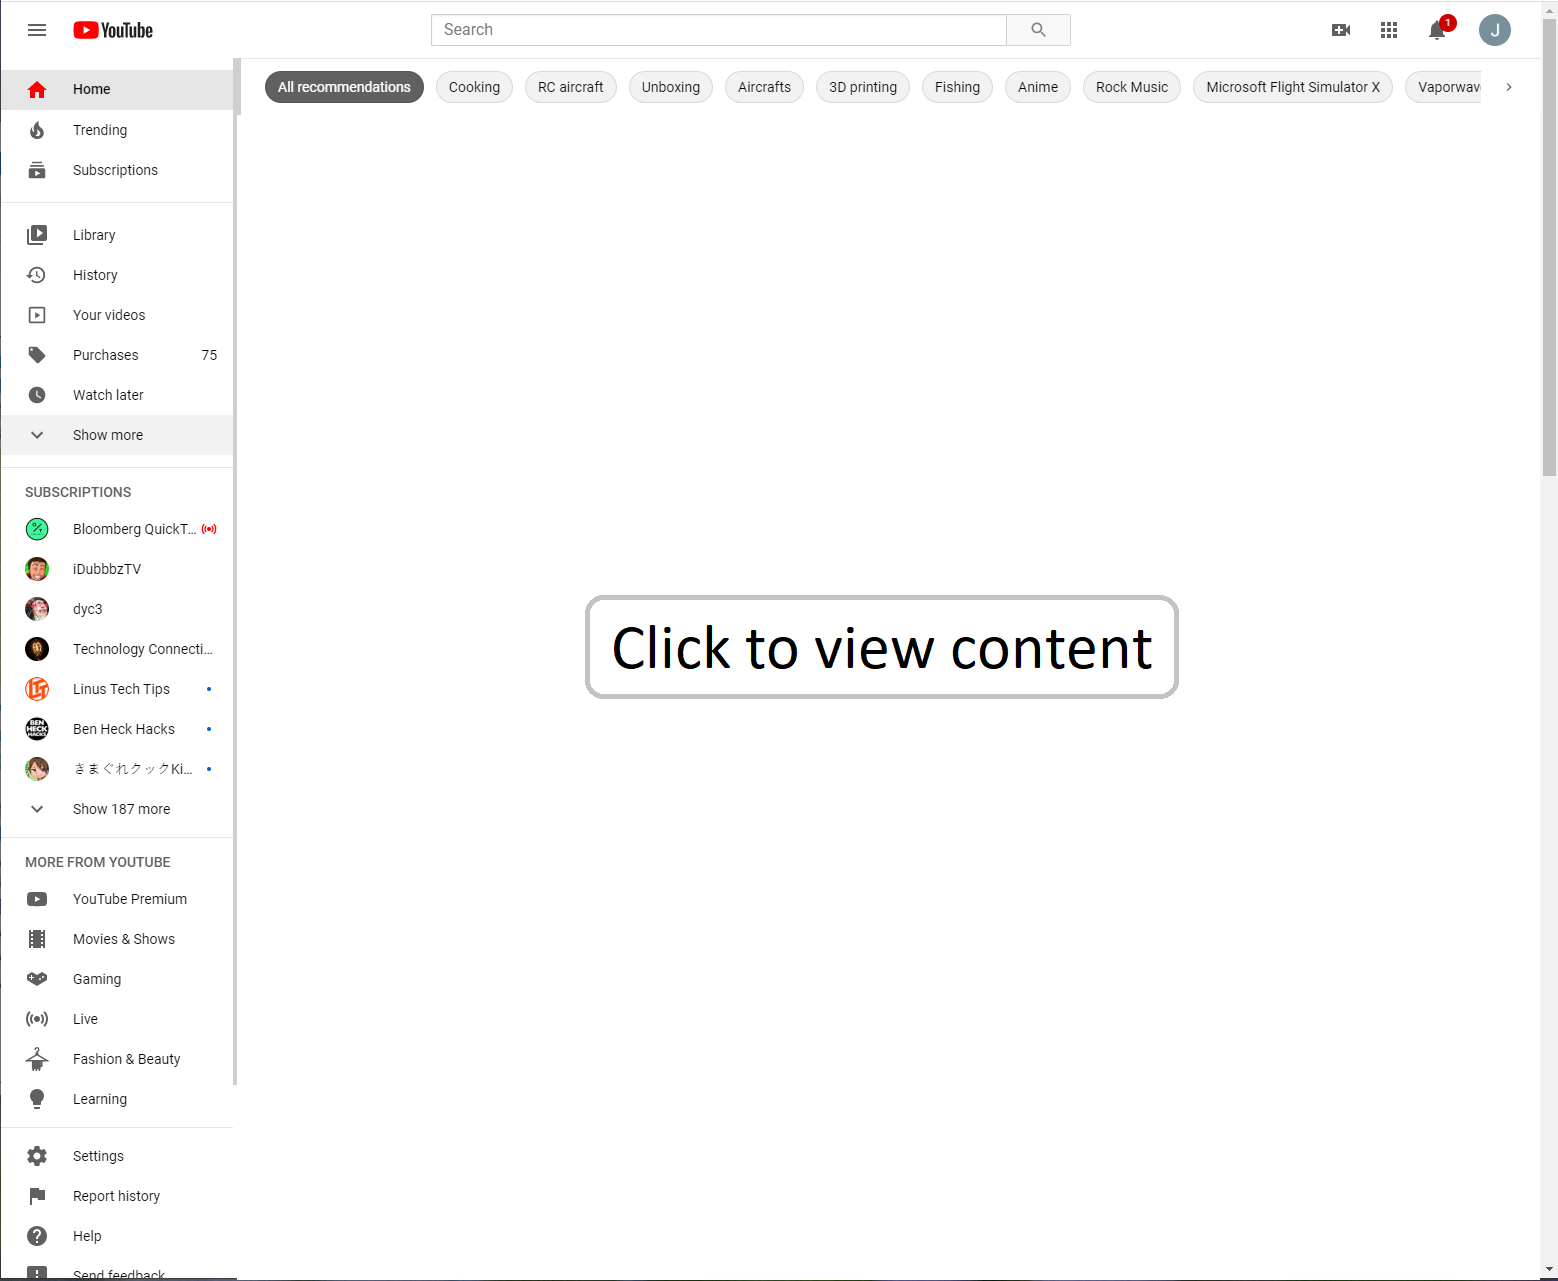 YouTube
Search
1
J
Home
Trending
Subscriptions
Library
History
Your videos
Purchases 75
Watch later
Show more
SUBSCRIPTIONS
Bloomberg QuickT...
iDubbbzTV
dyc3
Technology Connecti...
Linus Tech Tips
BEN HECK HACKS
Ben Heck Hacks
きまぐれクックKi...
Show 187 more
MORE FROM YOUTUBE
YouTube Premium
Movies & Shows
Gaming
Live
Fashion & Beauty
Learning
Settings
Report history
Help
Send feedback
All recommendations Cooking RC aircraft Unboxing Aircrafts 3D printing Fishing Anime Rock Music Microsoft Flight Simulator X Vaporwav
Click to view content